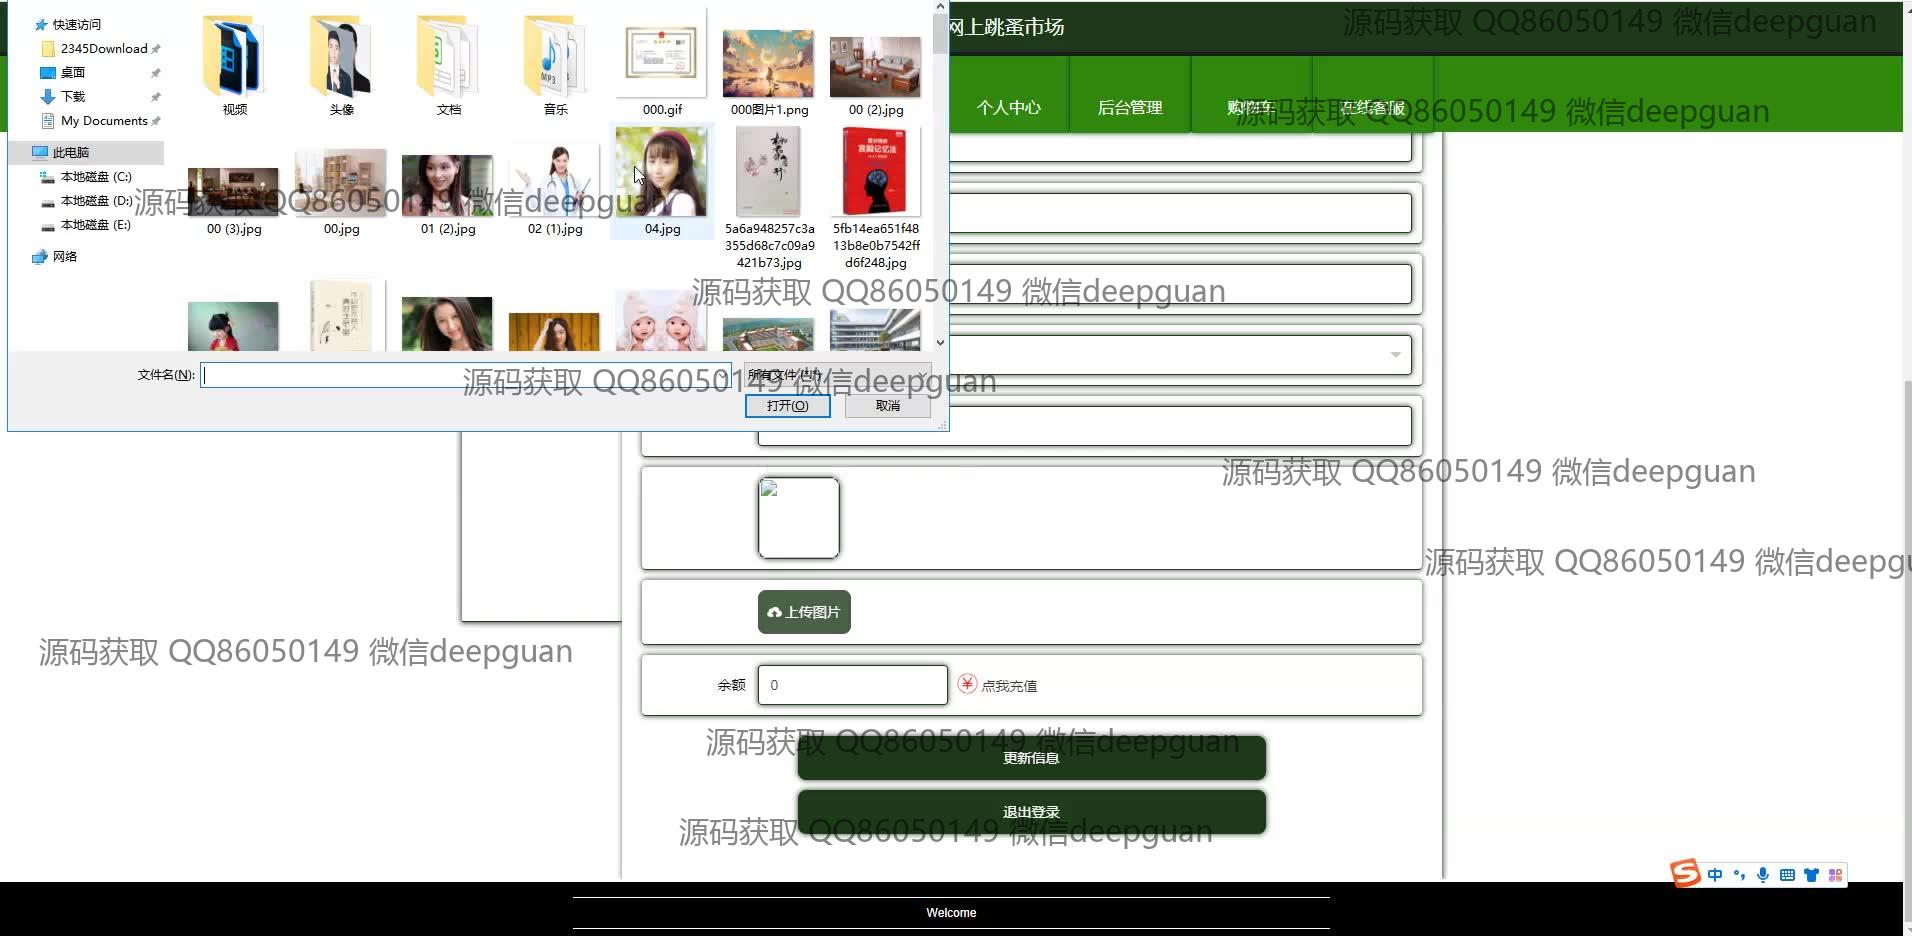 网上跳蚤市场
源码获取 QQ86050149 微信deepguan
个人中心
后台管理
购物车
在线客服
源码获取 QQ86050149 微信deepguan
快速访问
2345Download
桌面
下载
My Documents
此电脑
本地磁盘 (C:)
本地磁盘 (D:)
本地磁盘 (E:)
网络
视频
头像
文档
音乐
MP3
000.gif
000图片1.png
00 (2).jpg
宫殿记忆法
00 (3).jpg
00.jpg
01 (2).jpg
02 (1).jpg
04.jpg
5a6a948257c3a
355d68c7c09a9
421b73.jpg
5fb14ea651f48
13b8e0b7542ff
d6f248.jpg
源码获取 QQ86050149 微信deepguan
源码获取 QQ86050149 微信deepguan
文件名(N):
所有文件 (*.*)
源码获取 QQ86050149 微信deepguan
打开(O)
取消
源码获取 QQ86050149 微信deepguan
源码获取 QQ86050149 微信deepgu
上传图片
源码获取 QQ86050149 微信deepguan
余额
0
点我充值
源码获取 QQ86050149 微信deepguan
更新信息
退出登录
源码获取 QQ86050149 微信deepguan
中
Welcome